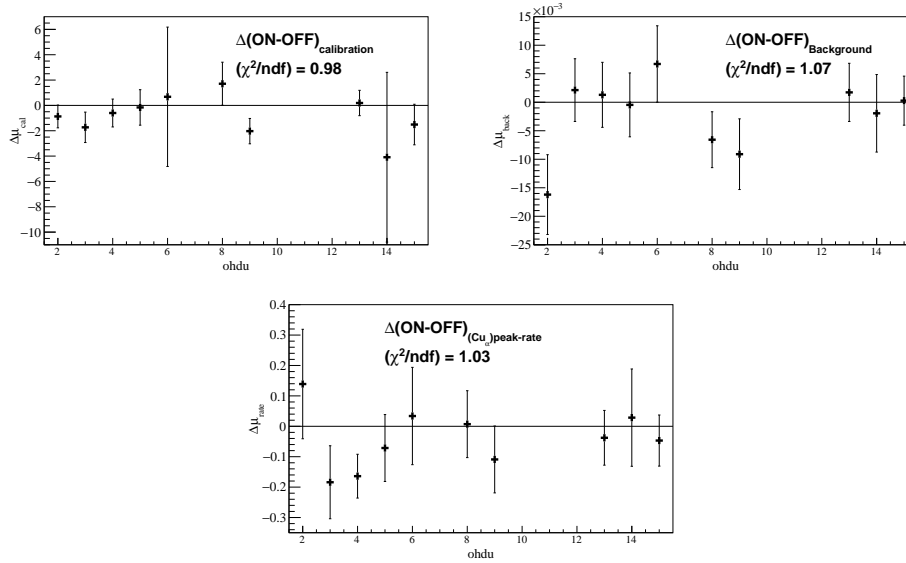 Δ(ON-OFF)calibration
(χ²/ndf) = 0.98
Δμcal
6
4
2
0
−2
−4
−6
−8
−10
2 4 6 8 10 12 14
ohdu
×10⁻³
Δ(ON-OFF)Background
(χ²/ndf) = 1.07
Δμback
15
10
5
0
−5
−10
−15
−20
−25
2 4 6 8 10 12 14
ohdu
Δ(ON-OFF)(Cuα)peak-rate
(χ²/ndf) = 1.03
Δμrate
0.4
0.3
0.2
0.1
0
−0.1
−0.2
−0.3
2 4 6 8 10 12 14
ohdu